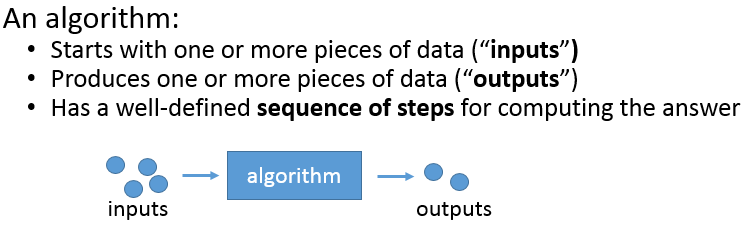 An algorithm:
• Starts with one or more pieces of data (“inputs”)
• Produces one or more pieces of data (“outputs”)
• Has a well-defined sequence of steps for computing the answer
algorithm
inputs
outputs